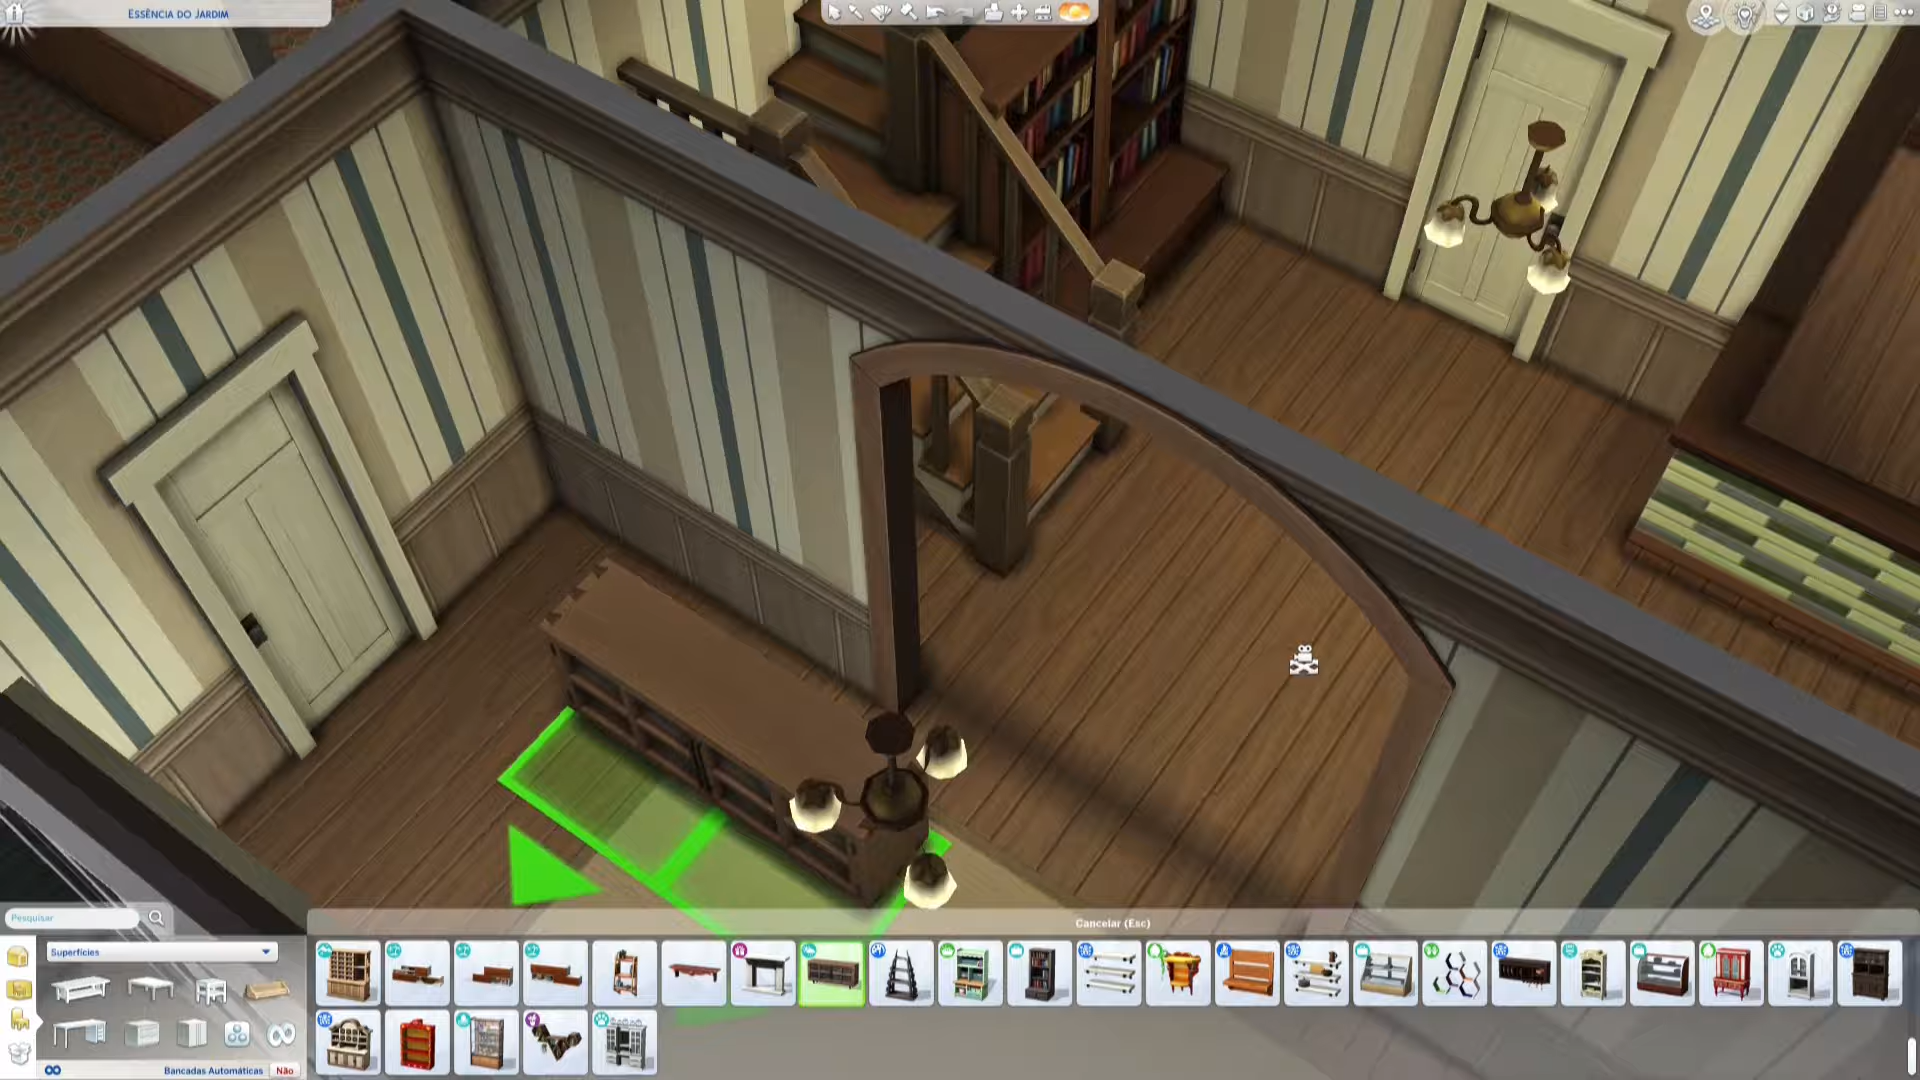 ESSÊNCIA DO JARDIM
Cancelar (Esc)
Pesquisar
Superfícies
Bancadas Automáticas Não